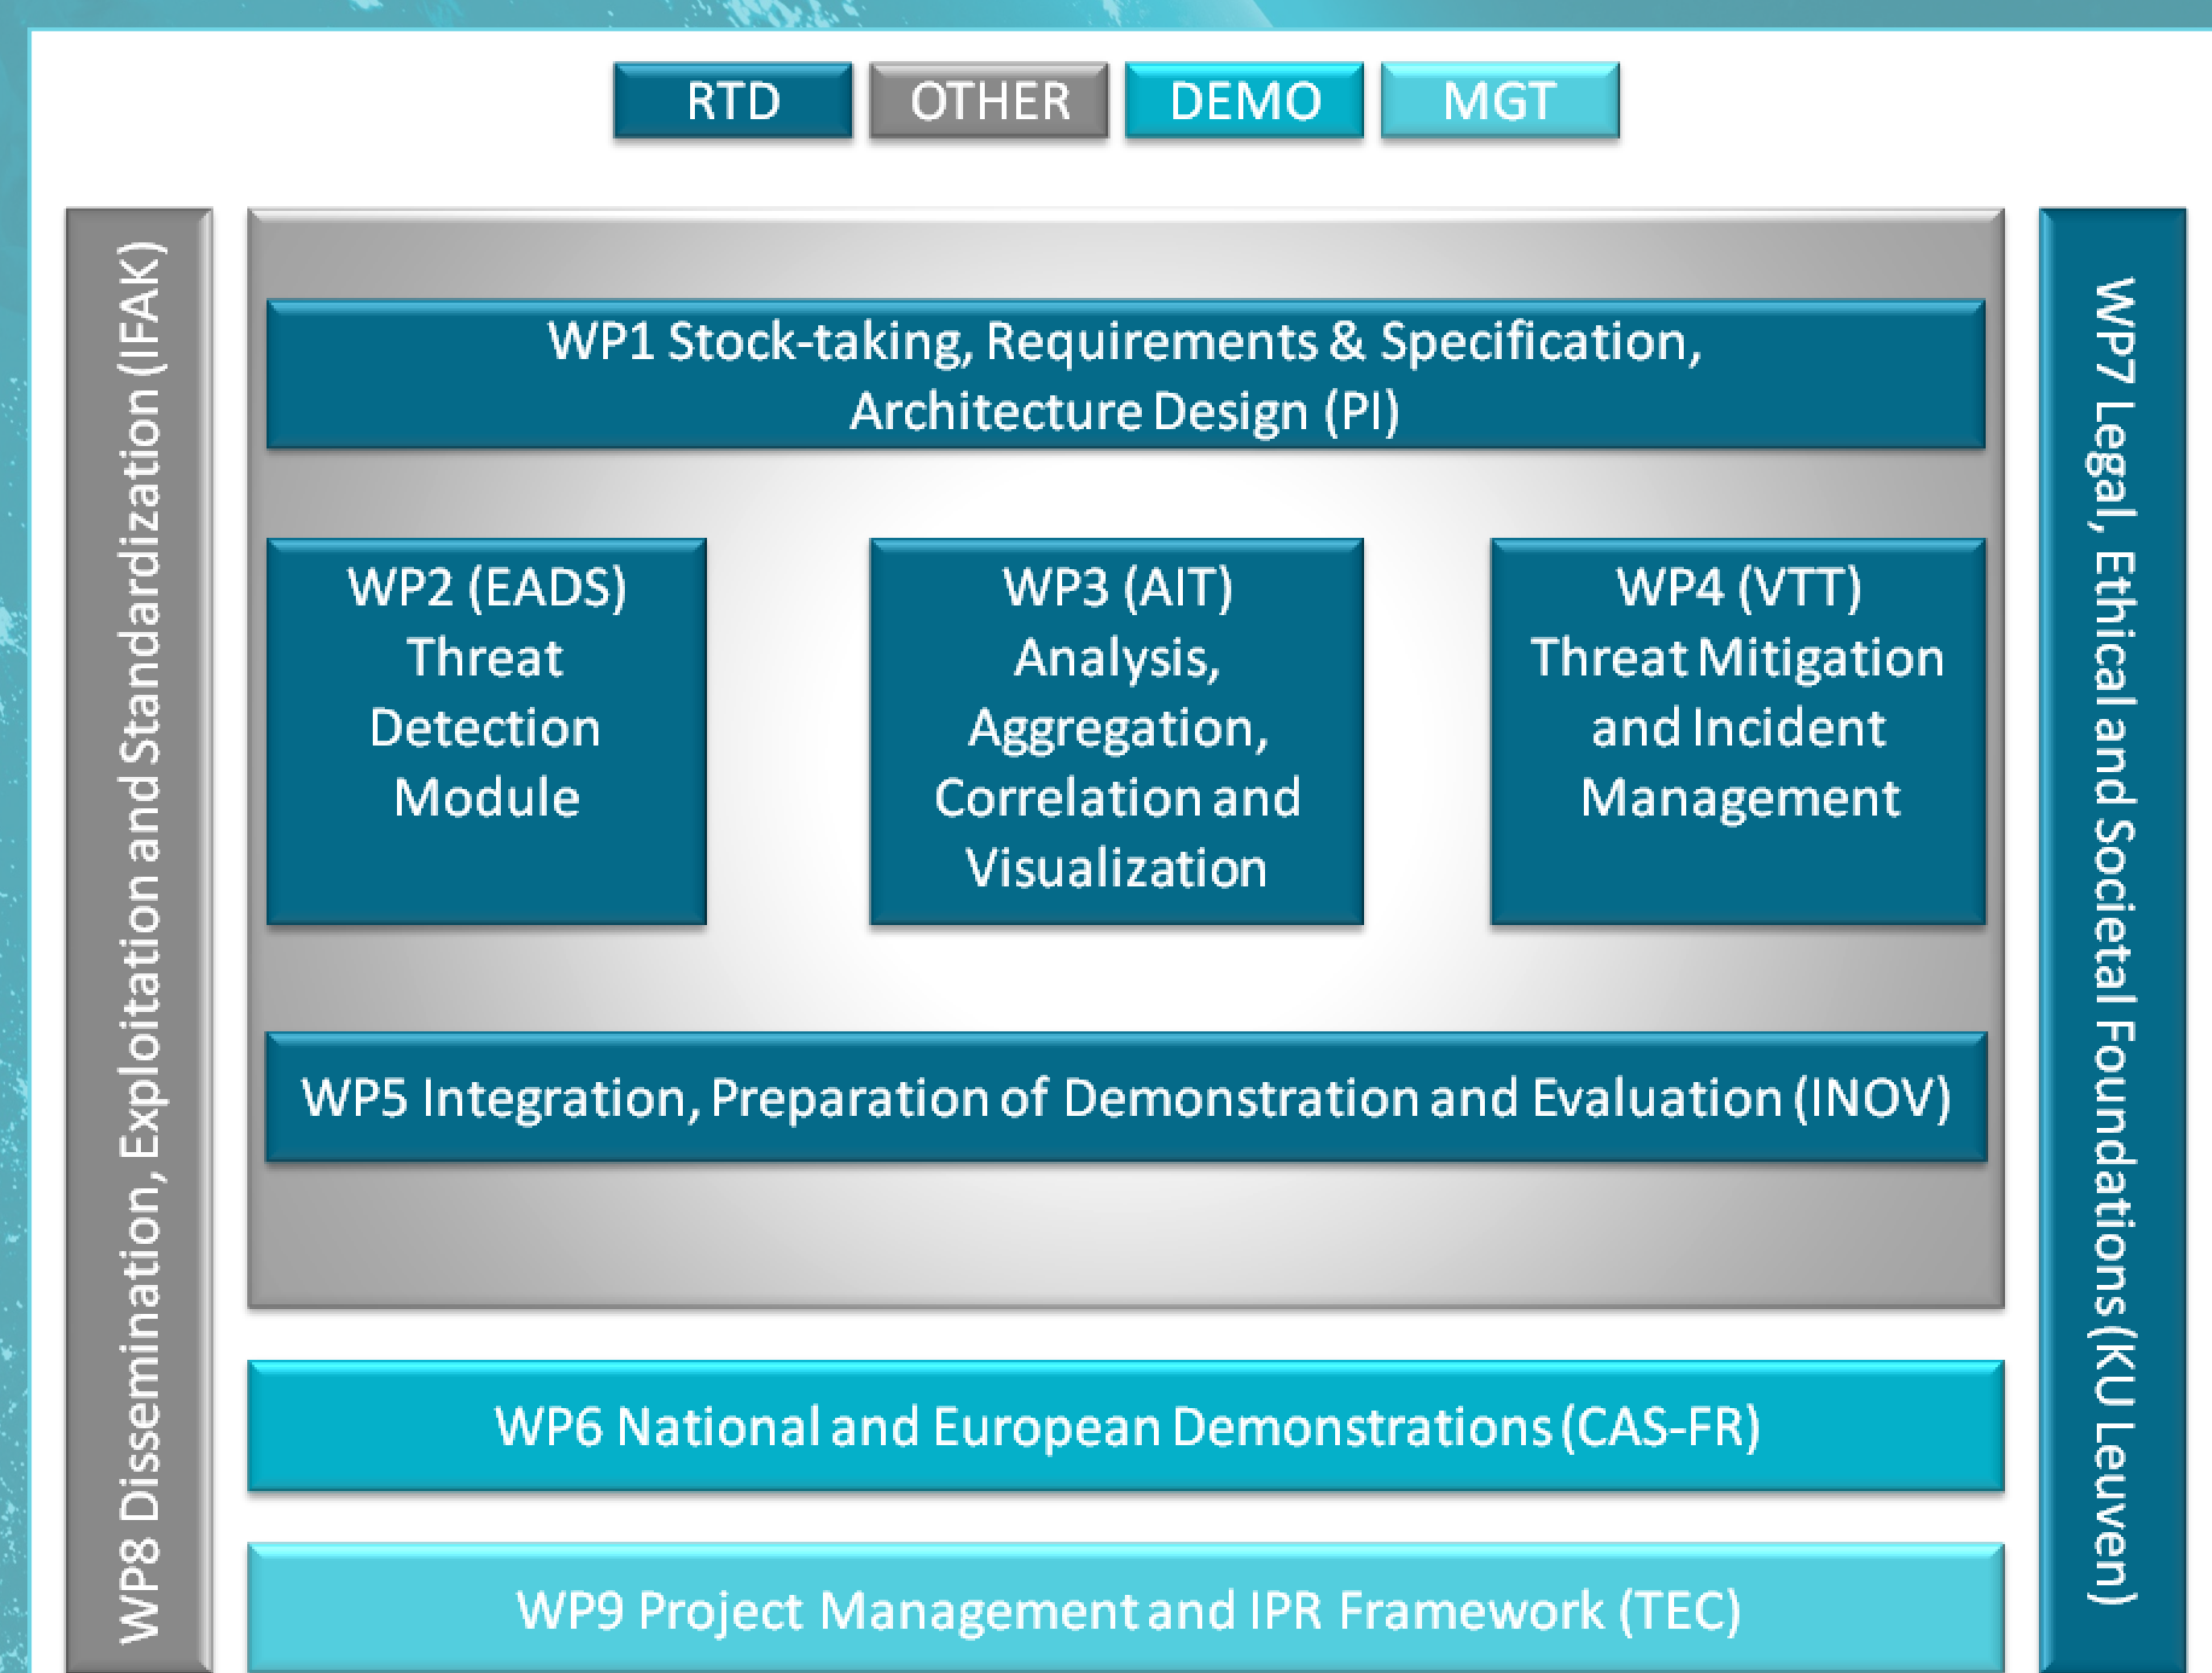 RTD
OTHER
DEMO
MGT
WP8 Dissemination, Exploitation and Standardization (IFAK)
WP1 Stock-taking, Requirements & Specification,
Architecture Design (PI)
WP2 (EADS)
Threat
Detection
Module
WP3 (AIT)
Analysis,
Aggregation,
Correlation and
Visualization
WP4 (VTT)
Threat Mitigation
and Incident
Management
WP5 Integration, Preparation of Demonstration and Evaluation (INOV)
WP6 National and European Demonstrations (CAS-FR)
WP9 Project Management and IPR Framework (TEC)
WP7 Legal, Ethical and Societal Foundations (KU Leuven)